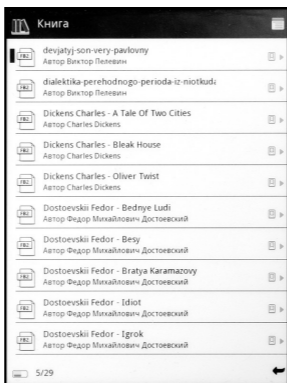 Книга
devjatyj-son-very-pavlovny
Автор Виктор Пелевин
dialektika-perehodnogo-perioda-iz-niotkuda
Автор Виктор Пелевин
Dickens Charles - A Tale Of Two Cities
Автор Charles Dickens
Dickens Charles - Bleak House
Автор Charles Dickens
Dickens Charles - Oliver Twist
Автор Charles Dickens
Dostoevskii Fedor - Bednye Ludi
Автор Федор Михайлович Достоевский
Dostoevskii Fedor - Besy
Автор Федор Михайлович Достоевский
Dostoevskii Fedor - Bratya Karamazovy
Автор Федор Михайлович Достоевский
Dostoevskii Fedor - Idiot
Автор Федор Михайлович Достоевский
Dostoevskii Fedor - Igrok
Автор Федор Михайлович Достоевский
5/29